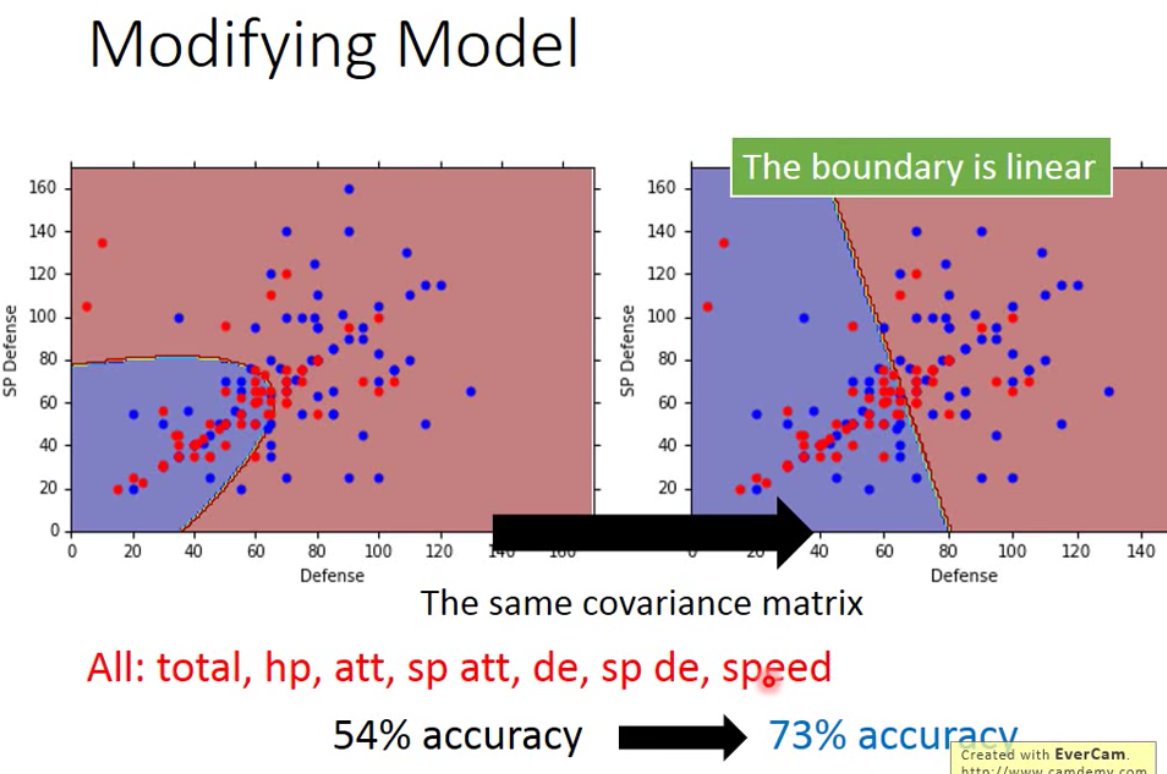 Modifying Model
The boundary is linear
160
140
120
100
80
60
40
20
0
SP Defense
0 20 40 60 80 100 120 140 160
Defense
160
140
120
100
80
60
40
20
0
SP Defense
0 20 40 60 80 100 120 140
Defense
The same covariance matrix
All: total, hp, att, sp att, de, sp de, speed
54% accuracy 73% accuracy
Created with EverCam.
http://www.camdemy.com